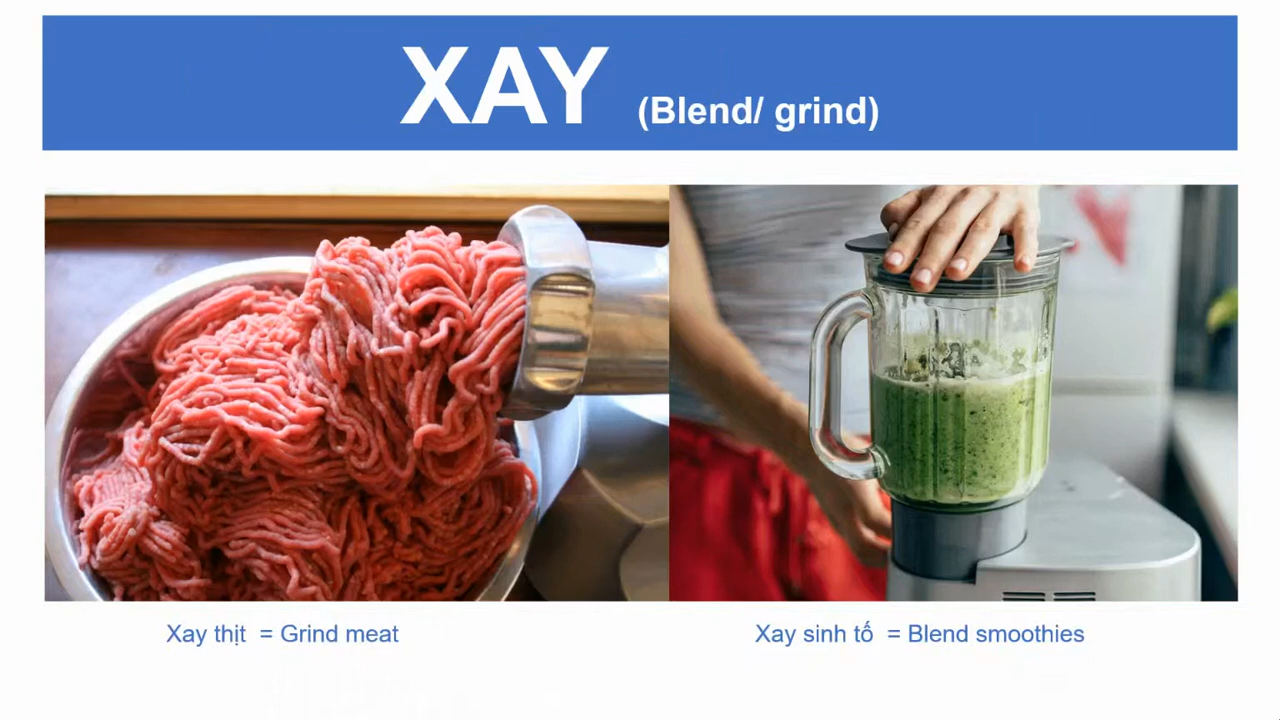 XAY (Blend/ grind)
Xay thịt = Grind meat
Xay sinh tố = Blend smoothies